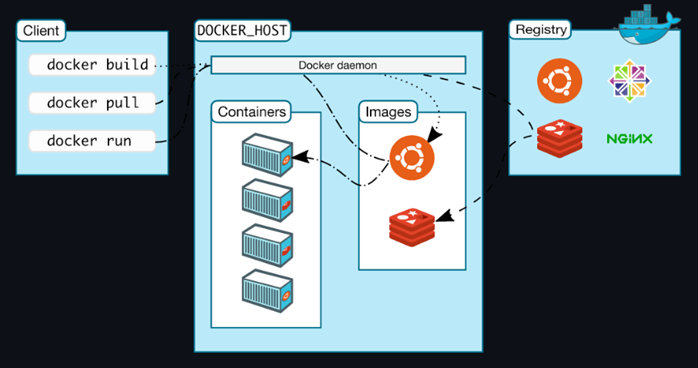 Client
docker build
docker pull
docker run
DOCKER_HOST
Docker daemon
Containers
Images
Registry
NGINX